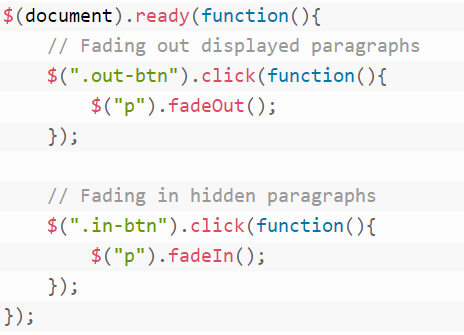 $(document).ready(function(){
    // Fading out displayed paragraphs
    $(".out-btn").click(function(){
        $("p").fadeOut();
    });

    // Fading in hidden paragraphs
    $(".in-btn").click(function(){
        $("p").fadeIn();
    });
});